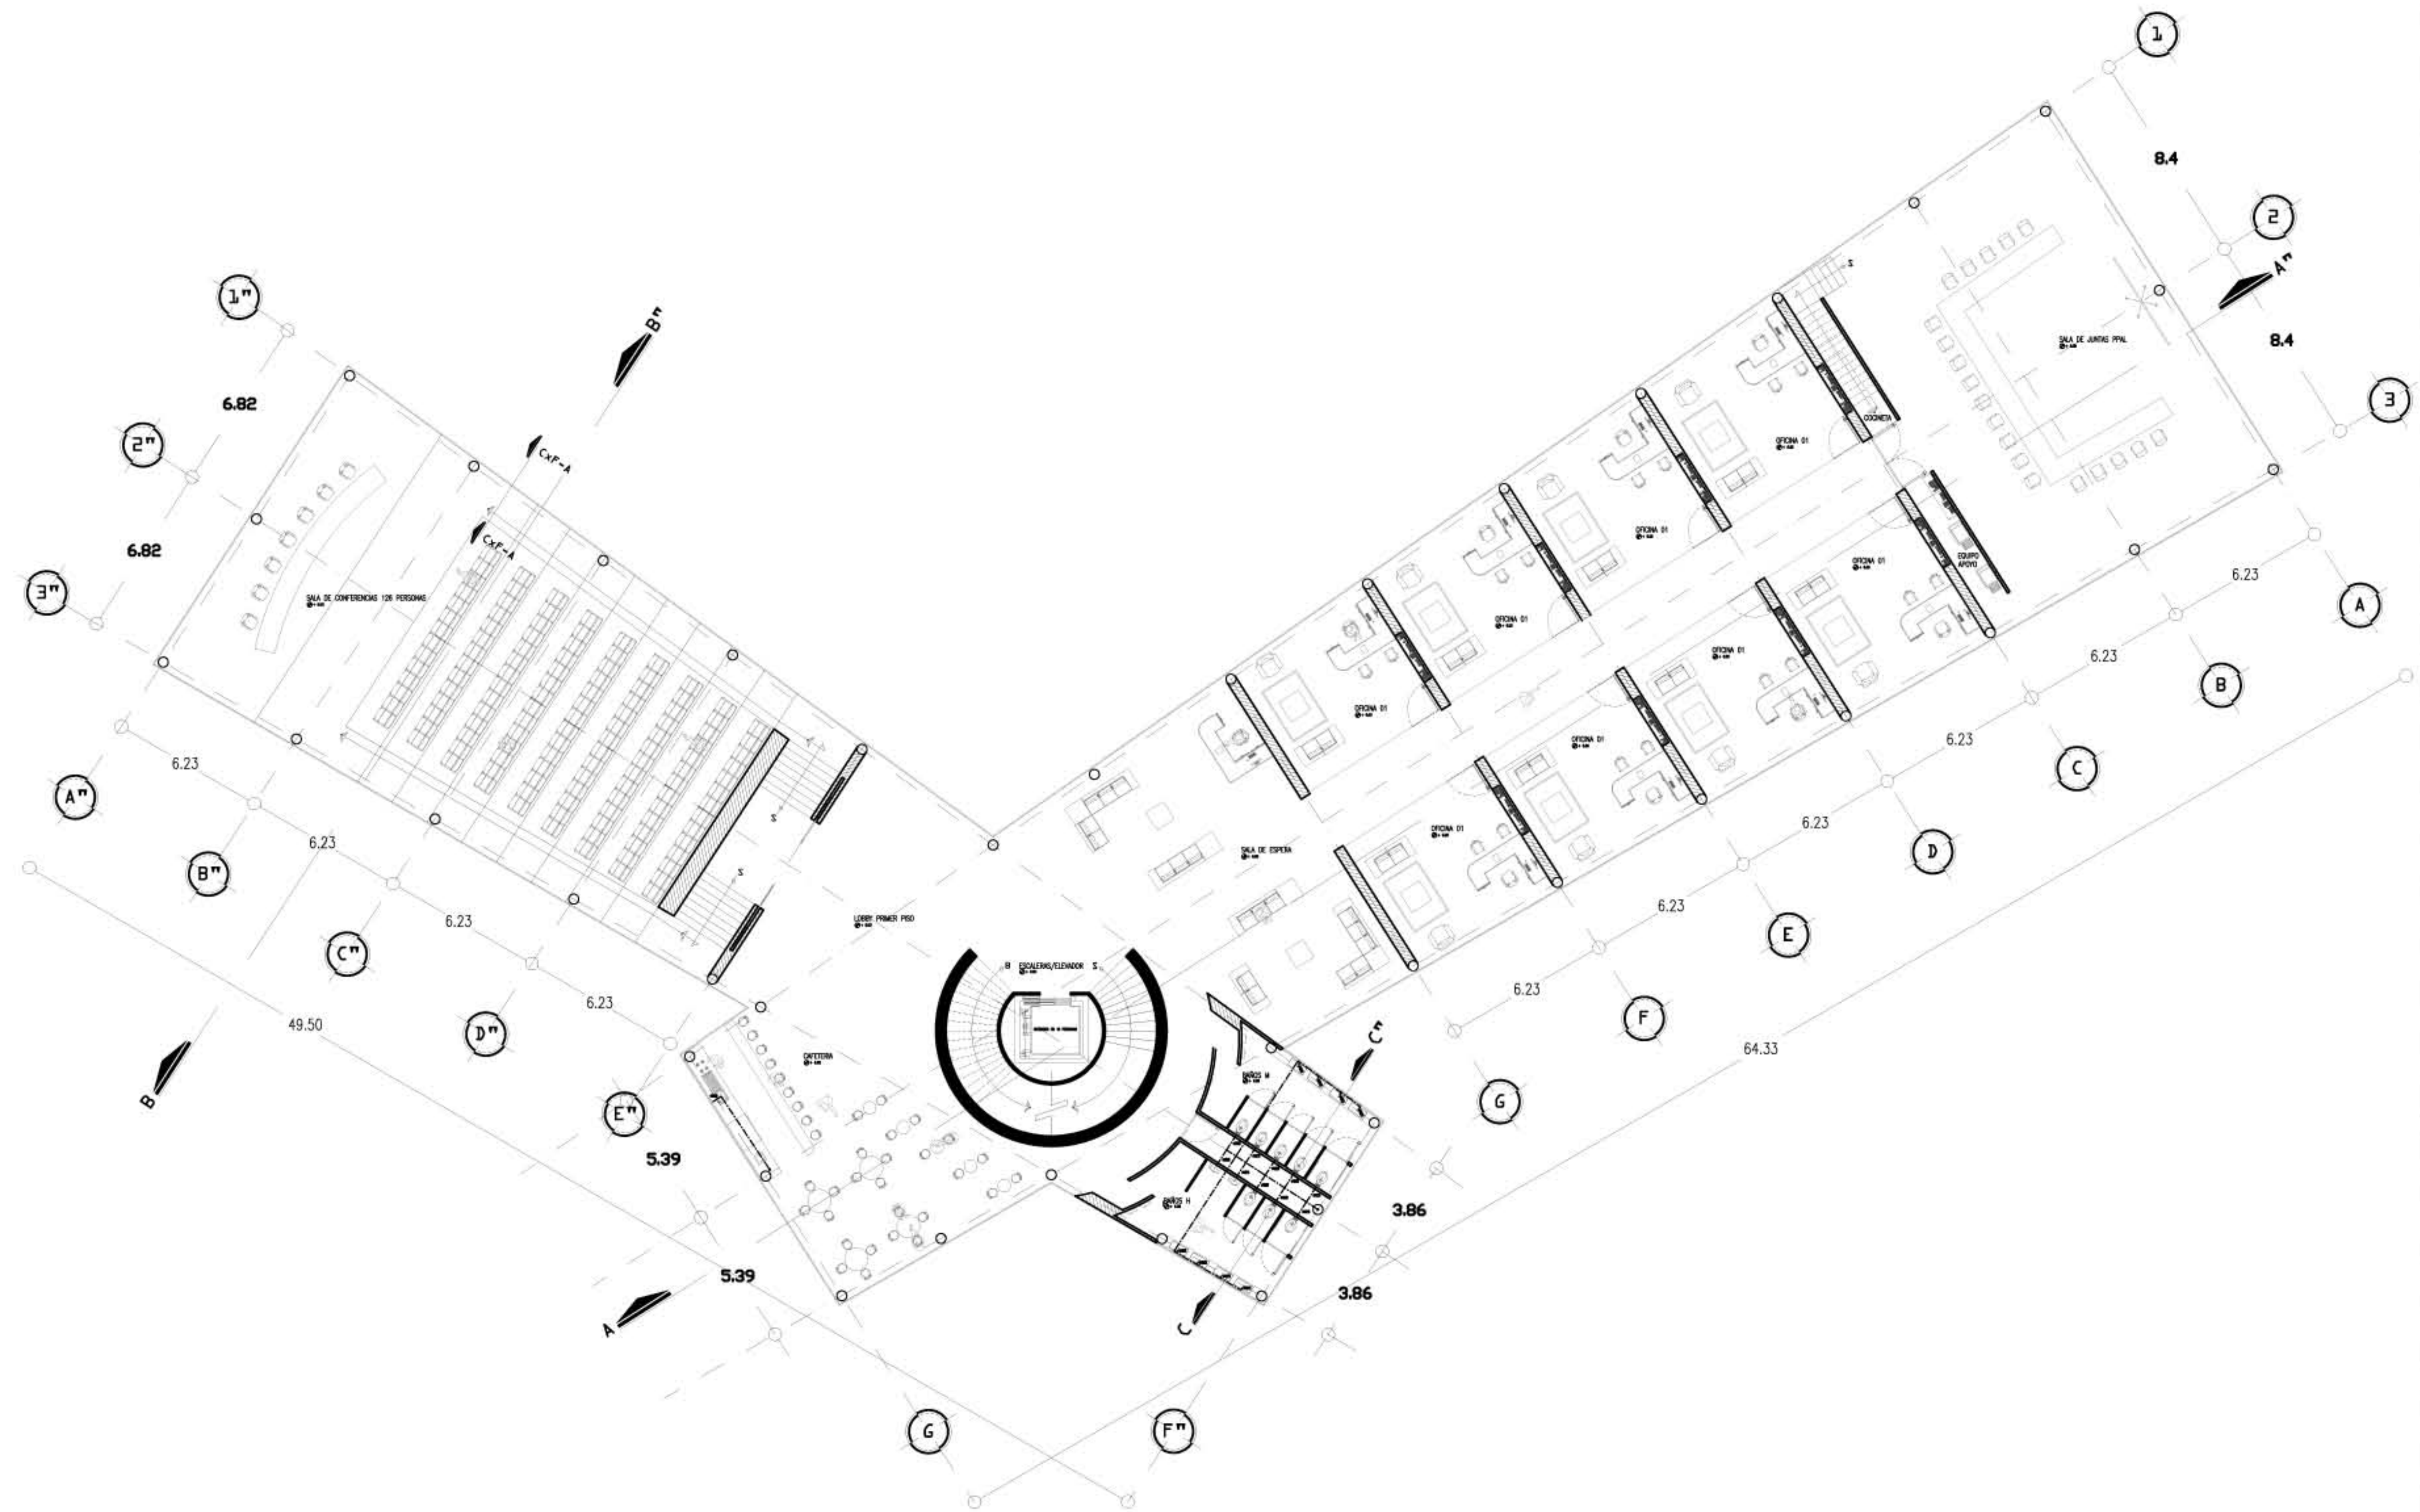 1
8.4
2
A"
8.4
3
SALA DE JUNTAS PPAL
S
COCINETA
OFICINA 01
OFICINA 01
OFICINA 01
OFICINA 01
EQUIPO
APOYO
OFICINA 01
OFICINA 01
OFICINA 01
OFICINA 01
SALA DE ESPERA
6.23
A
6.23
B
6.23
C
6.23
D
6.23
E
6.23
F
G
64.33
1"
6.82
2"
6.82
3"
B"
CxF-A
CxF-A
SALA DE CONFERENCIAS 126 PERSONAS
S
S
6.23
A"
6.23
B"
6.23
C"
6.23
D"
E"
49.50
B
LOBBY PRIMER PISO
B ESCALERAS/ELEVADOR S
CAFETERIA
BAÑOS M
BAÑOS H
C"
C
5.39
5.39
A
3.86
3.86
G
F"